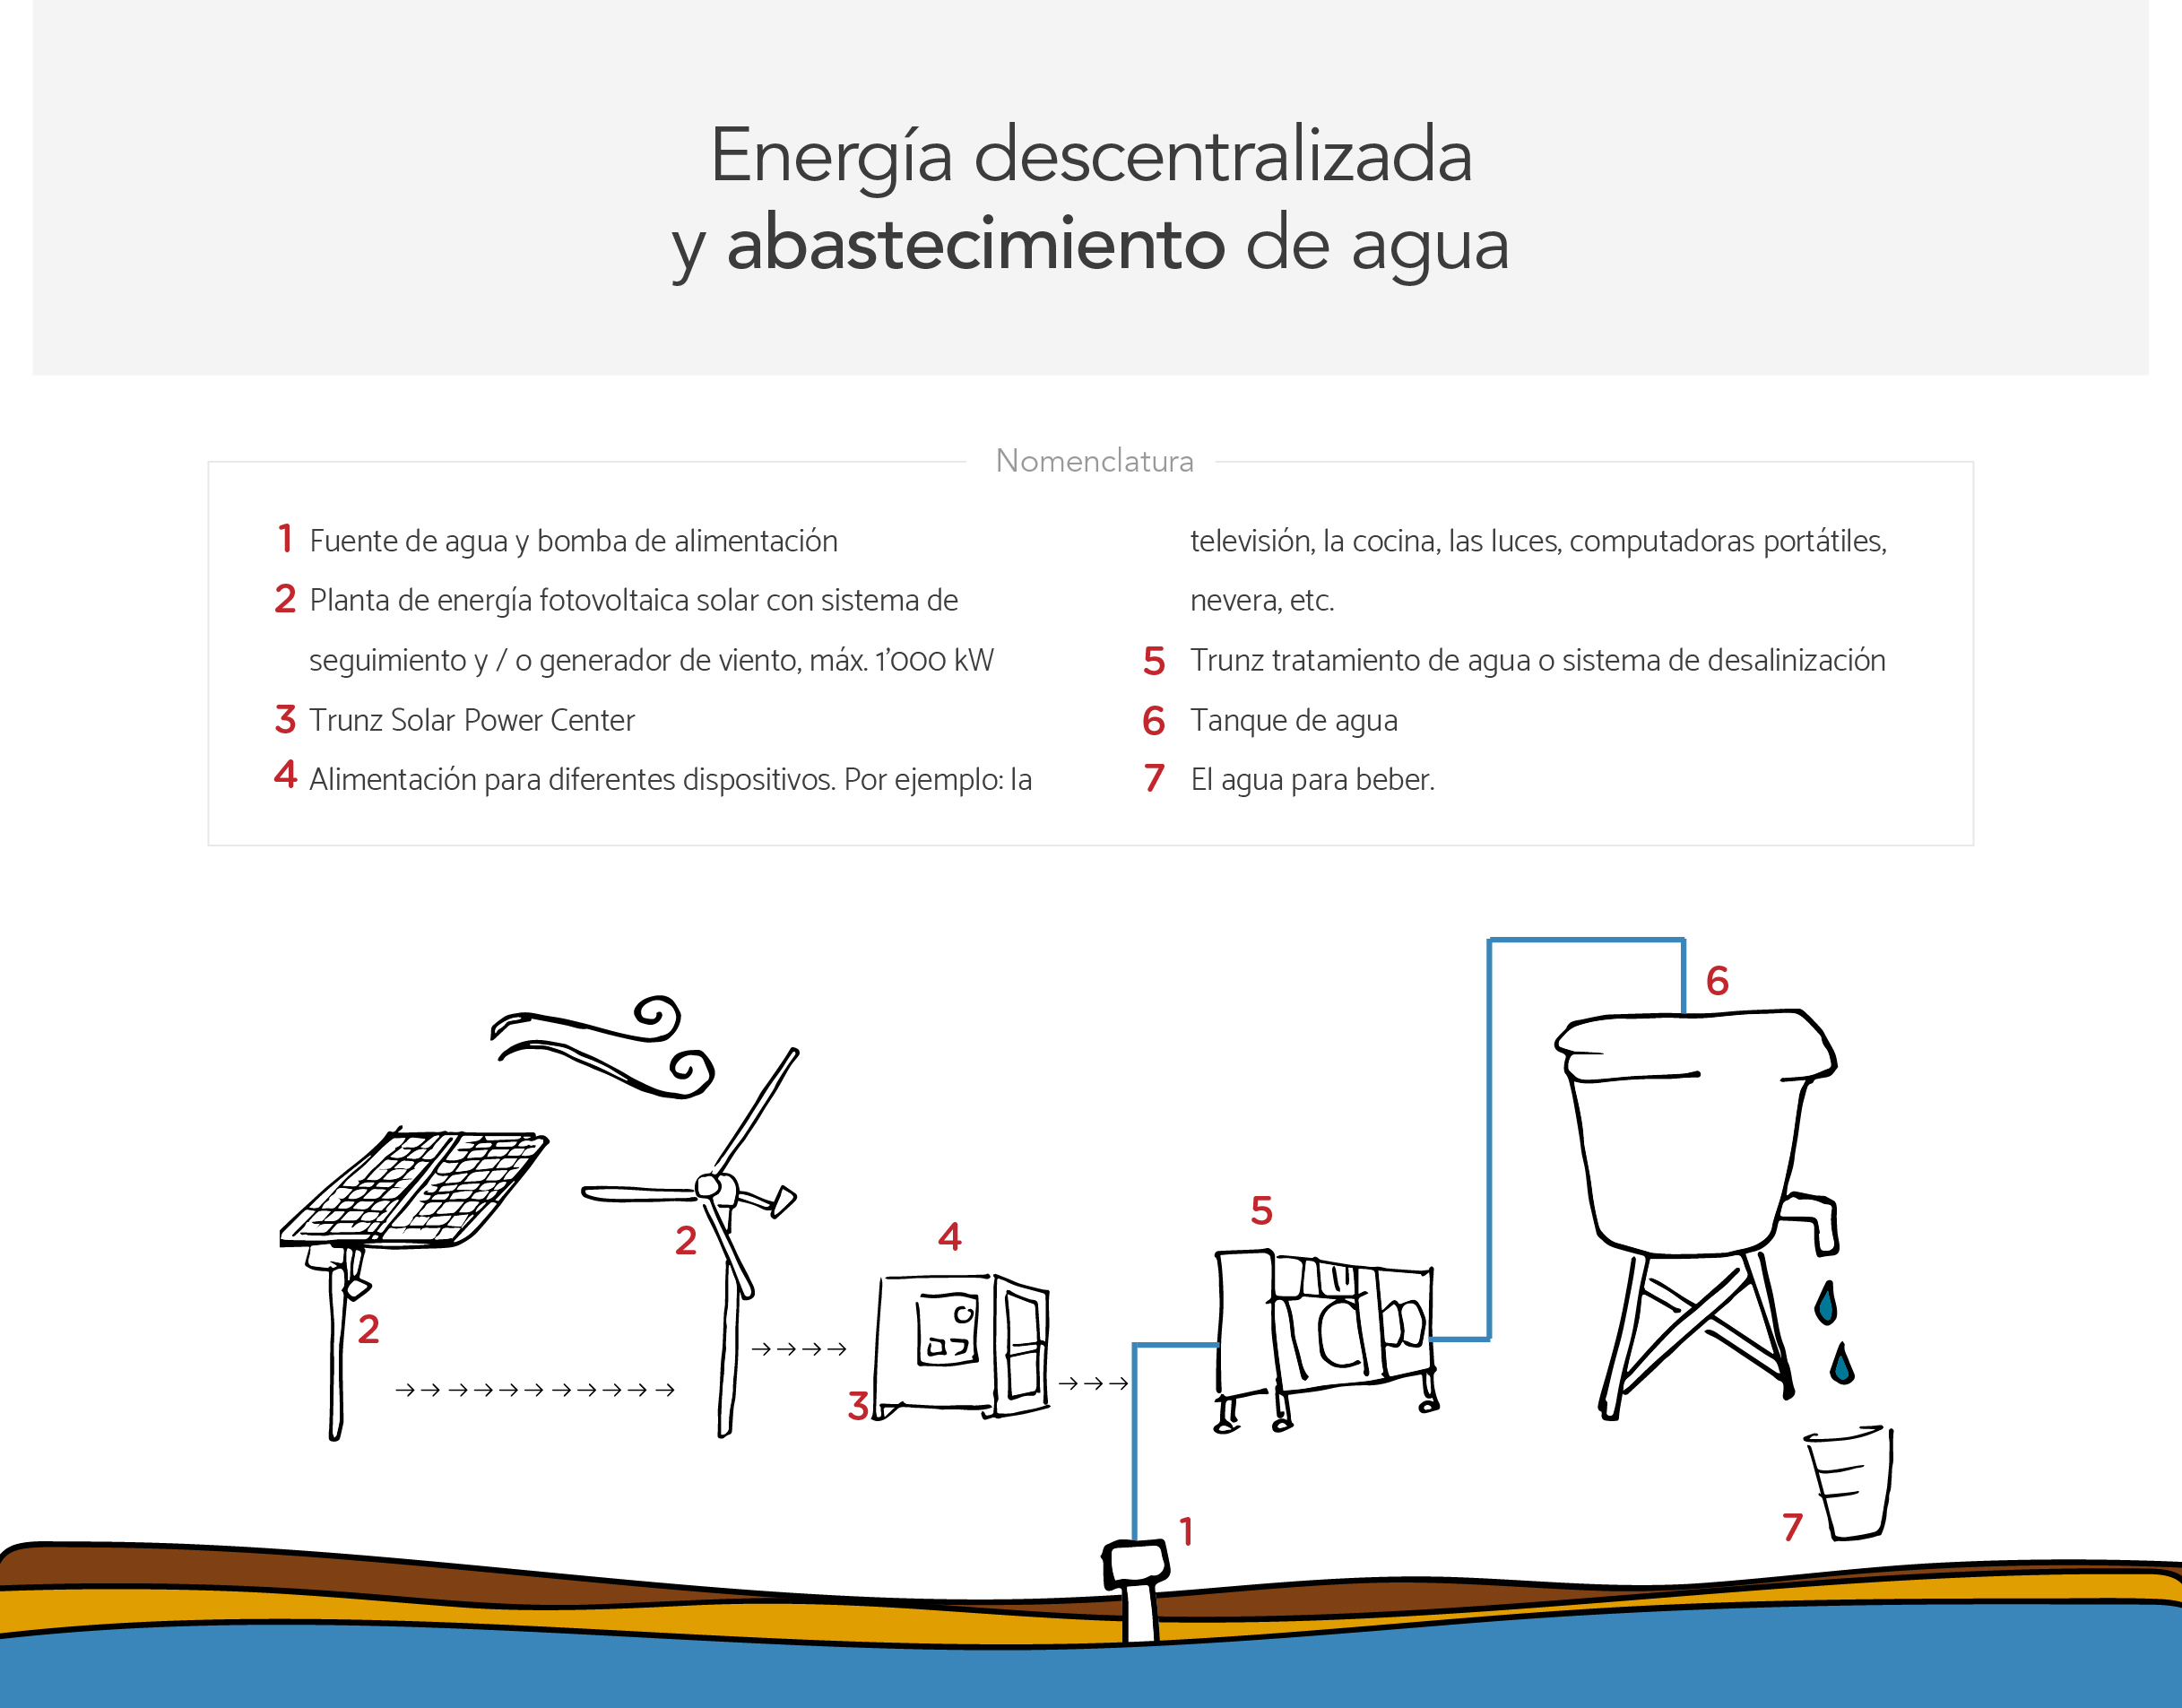 Energía descentralizada
y abastecimiento de agua
Nomenclatura
1 Fuente de agua y bomba de alimentación
2 Planta de energía fotovoltaica solar con sistema de
seguimiento y / o generador de viento, máx. 1'000 kW
3 Trunz Solar Power Center
4 Alimentación para diferentes dispositivos. Por ejemplo: la
televisión, la cocina, las luces, computadoras portátiles,
nevera, etc.
5 Trunz tratamiento de agua o sistema de desalinización
6 Tanque de agua
7 El agua para beber.
6
5
2
4
2
3
1
7